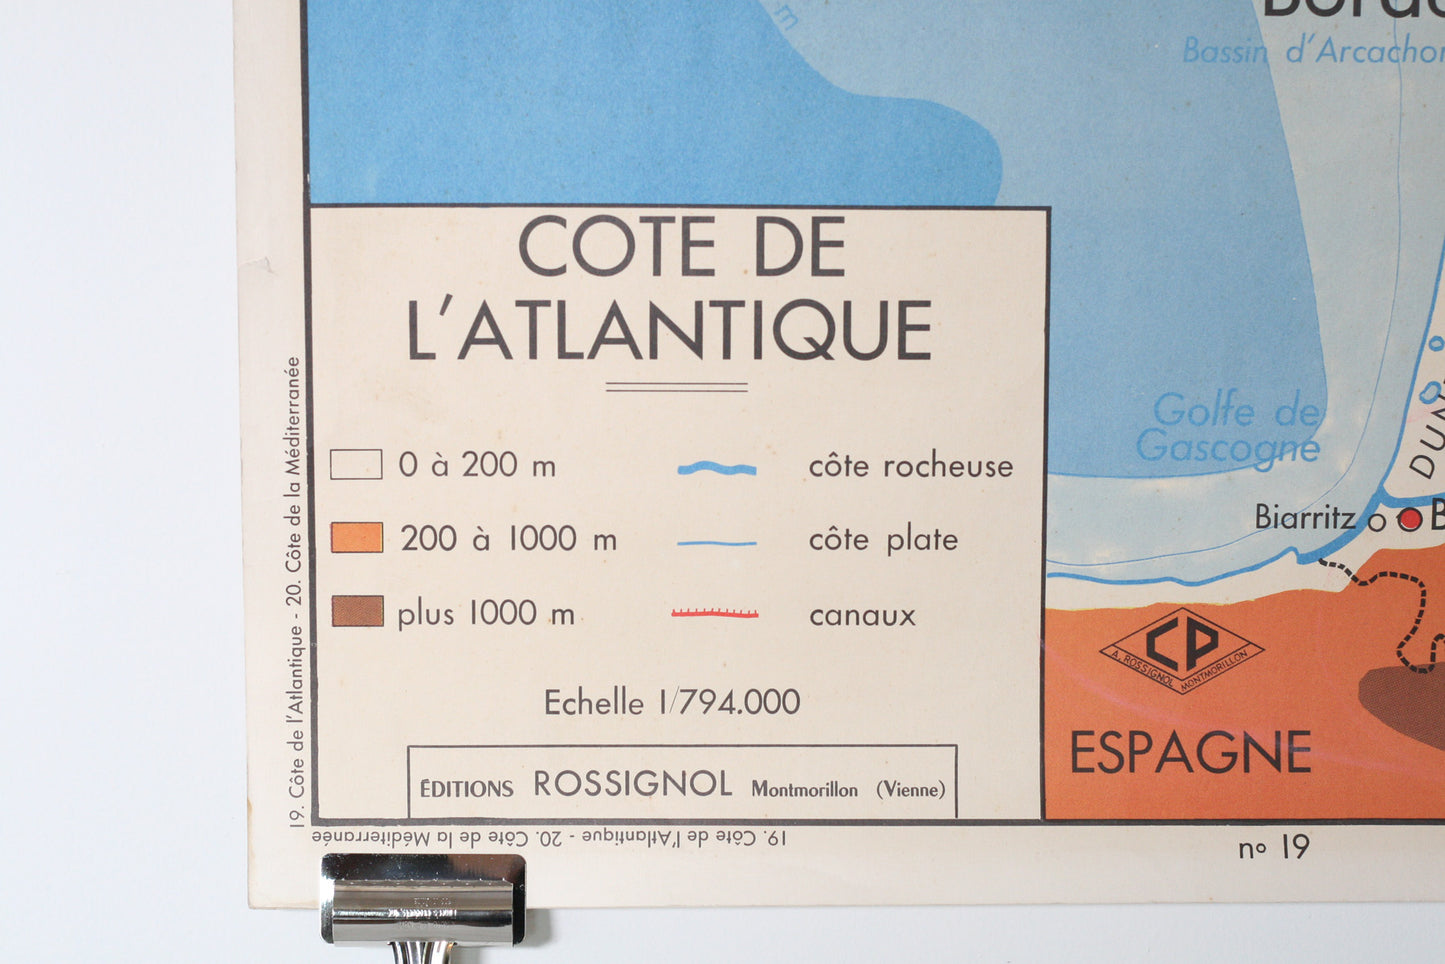 m
Bassin d'Arcachon
COTE DE
L'ATLANTIQUE
0 à 200 m
côte rocheuse
200 à 1000 m
côte plate
plus 1000 m
canaux
Echelle 1/794.000
ÉDITIONS ROSSIGNOL Montmorillon (Vienne)
Golfe de
Gascogne
Biarritz
CP
A. ROSSIGNOL MONTMORILLON
ESPAGNE
19. Côte de l'Atlantique - 20. Côte de la Méditerranée
19. Côte de l'Atlantique - 20. Côte de la Méditerranée
nº 19